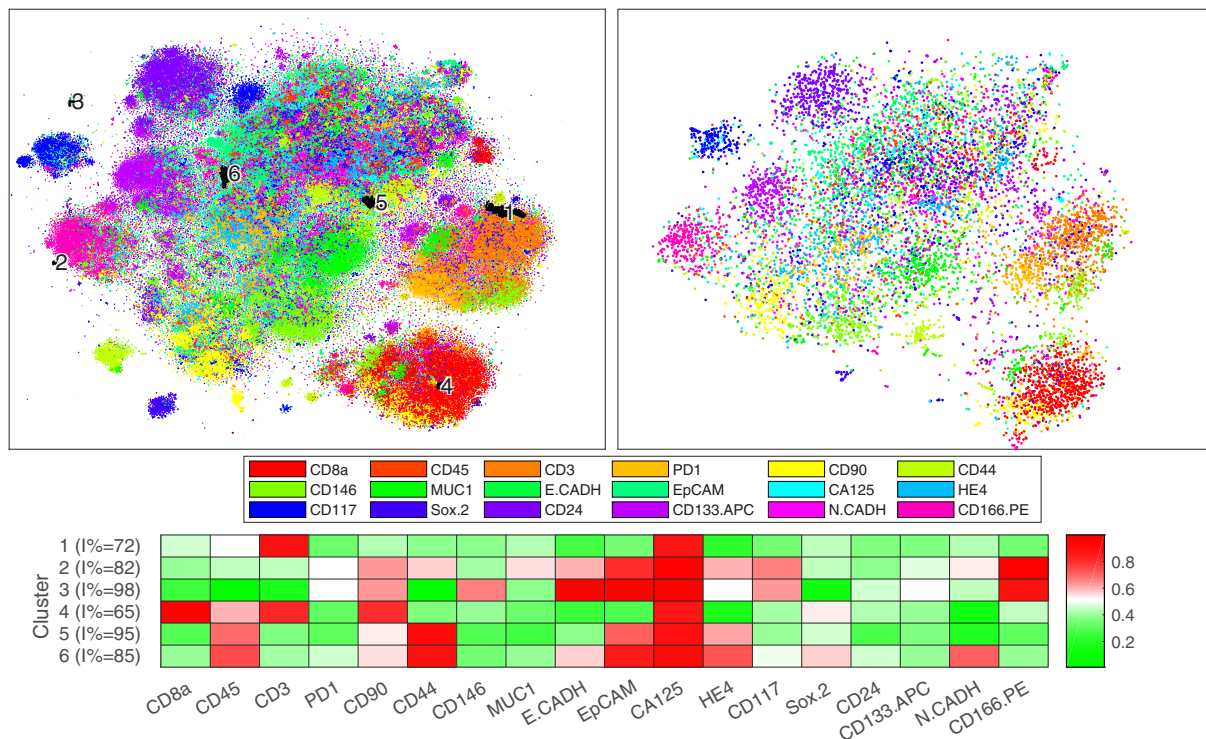 3
6
5
1
2
4
CD8a CD45 CD3 PD1 CD90 CD44
CD146 MUC1 E.CADH EpCAM CA125 HE4
CD117 Sox.2 CD24 CD133.APC N.CADH CD166.PE
Cluster
1 (I%=72)
2 (I%=82)
3 (I%=98)
4 (I%=65)
5 (I%=95)
6 (I%=85)
0.8
0.6
0.4
0.2
CD8a CD45 CD3 PD1 CD90 CD44 CD146 MUC1 E.CADH EpCAM CA125 HE4 CD117 Sox.2 CD24 CD133.APC N.CADH CD166.PE